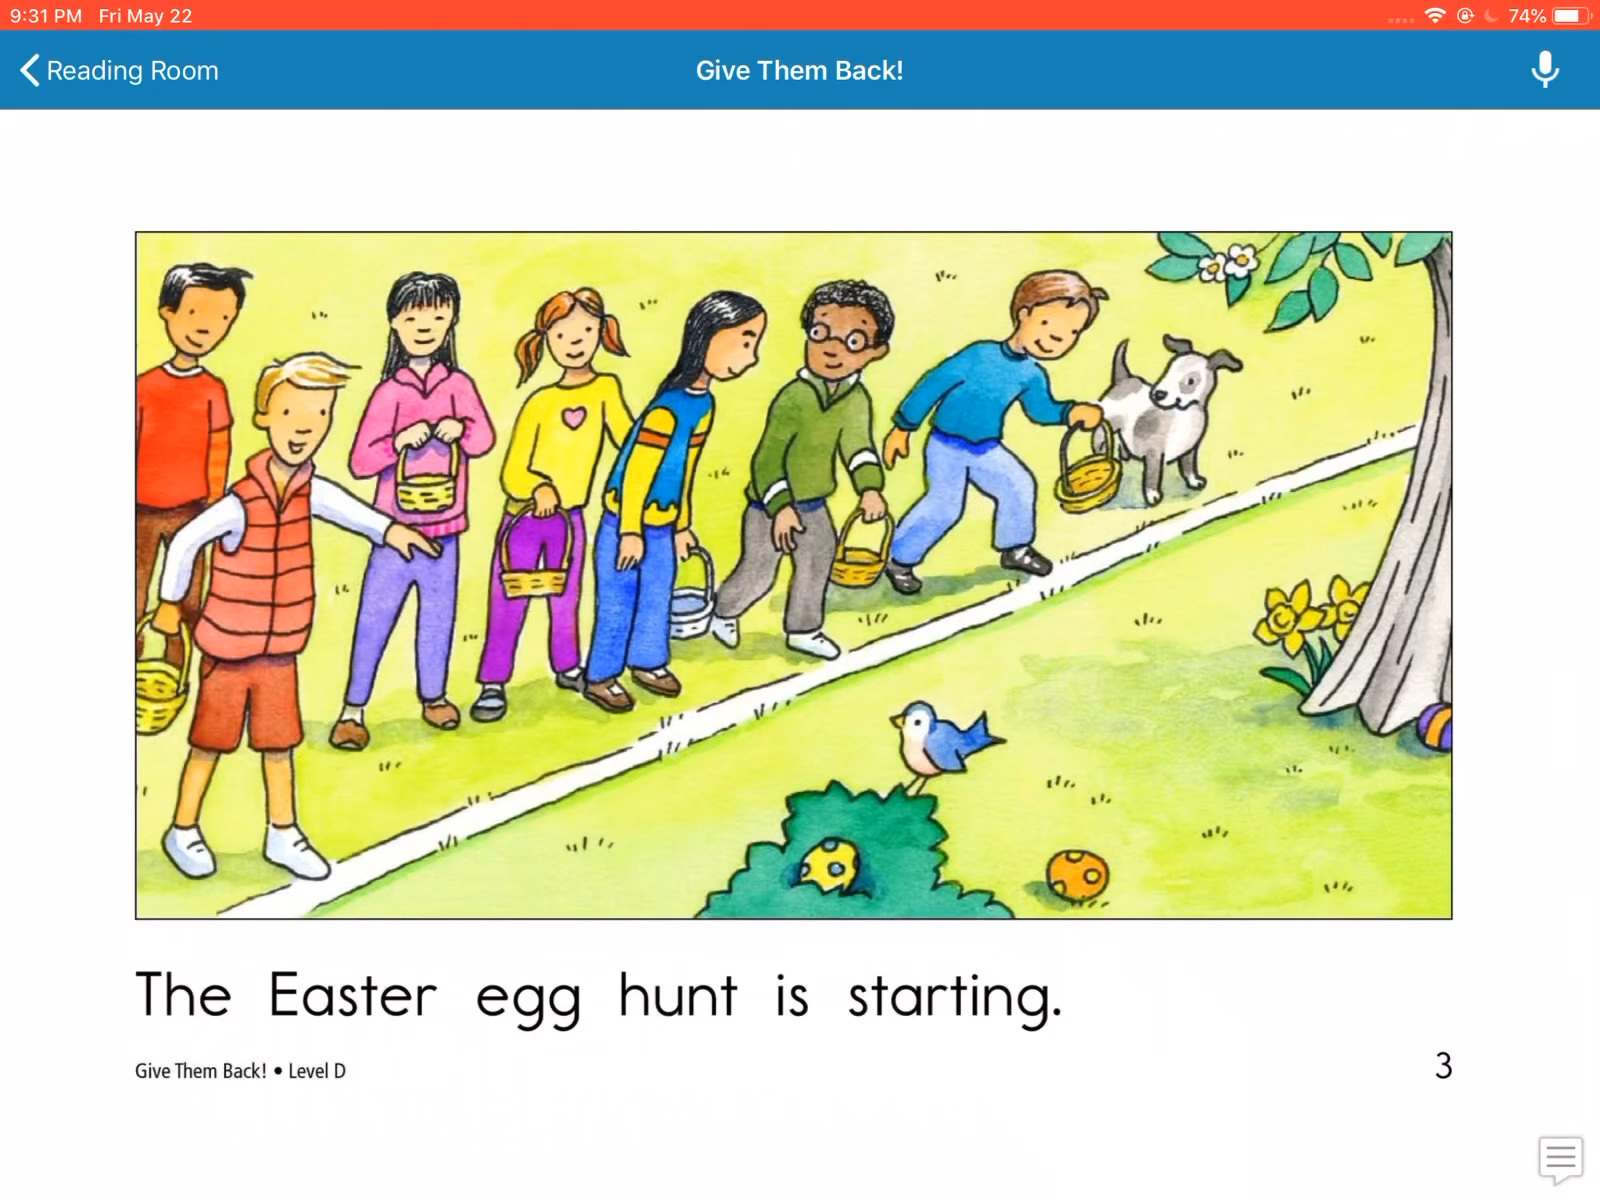 9:31 PM Fri May 22
74%
Reading Room
Give Them Back!
The Easter egg hunt is starting.
Give Them Back! • Level D
3